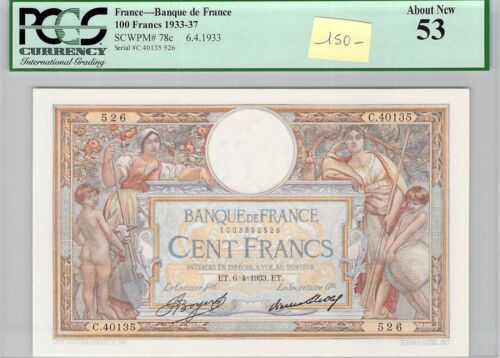 PCGS
CURRENCY
International Grading
France—Banque de France
100 Francs 1933-37
SCWPM# 78c 6.4.1933
Serial #C.40135 526
150-
About New
53
526 C.40135
BANQUE DE FRANCE
1003352526
CENT FRANCS
PAYABLES EN ESPÈCES, A VUE, AU PORTEUR
ET. 6-4-1933. ET.
Le Caissier Pal Le Secrétaire Gal
C.40135 526